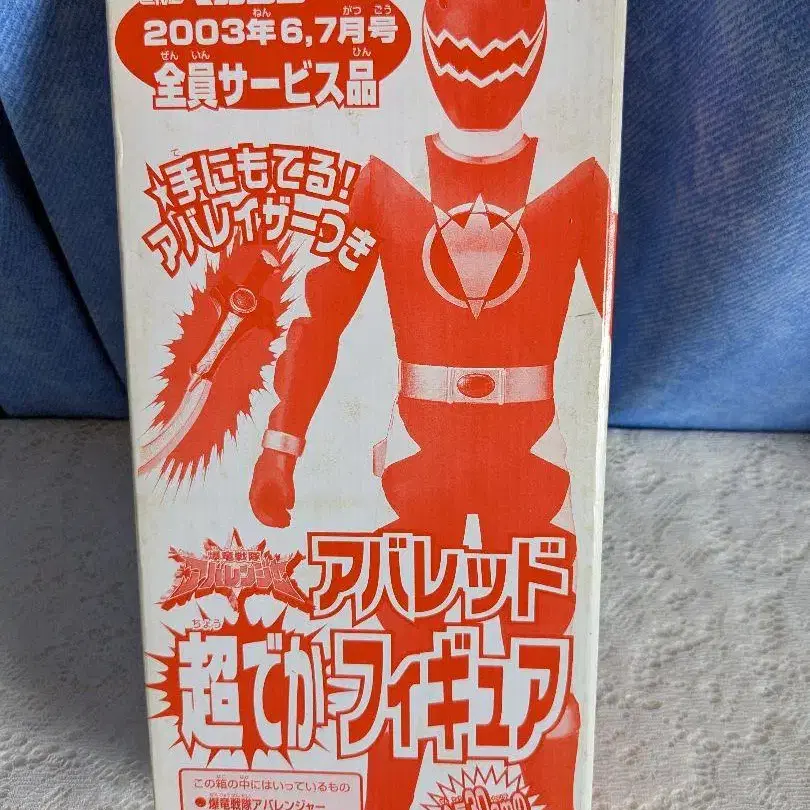 2003年6,7月号
全員サービス品
★手にもてる!
アバレイザーつき
爆竜戦隊
アバレンジャー
アバレッド
超でかフィギュア
この箱の中にはいっているもの
●爆竜戦隊アバレンジャー